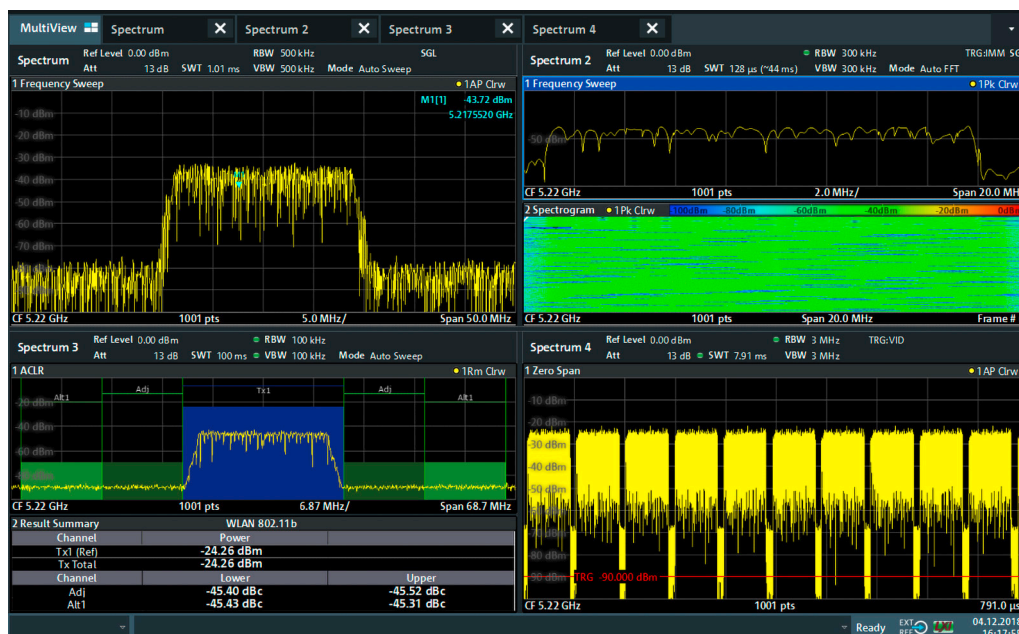 MultiView Spectrum Spectrum 2 Spectrum 3 Spectrum 4
Spectrum
Ref Level 0.00 dBm RBW 500 kHz SGL
Att 13 dB SWT 1.01 ms VBW 500 kHz Mode Auto Sweep
1 Frequency Sweep 1AP Clrw
M1[1] -43.72 dBm
5.2175520 GHz
-10 dBm
-30 dBm
-40 dBm
-50 dBm
-60 dBm
-70 dBm
CF 5.22 GHz 1001 pts 5.0 MHz/ Span 50.0 MHz
Spectrum 2
Ref Level 0.00 dBm RBW 300 kHz TRG:IMM SG
Att 13 dB SWT 128 µs (~44 ms) VBW 300 kHz Mode Auto FFT
1 Frequency Sweep 1Pk Clrw
-50 dBm
CF 5.22 GHz 1001 pts 2.0 MHz/ Span 20.0 MH
2 Spectrogram 1Pk Clrw -100dBm -80dBm -60dBm -40dBm -20dBm 0dBm
CF 5.22 GHz 1001 pts Span 20.0 MHz Frame #
Spectrum 3
Ref Level 0.00 dBm RBW 100 kHz
Att 13 dB SWT 100 ms VBW 100 kHz Mode Auto Sweep
1 ACLR 1Rm Clrw
Alt1 Adj Tx1 Adj Alt1
-20 dBm
-60 dBm
CF 5.22 GHz 1001 pts 6.87 MHz/ Span 68.7 MHz
2 Result Summary WLAN 802.11b
Channel Power
Tx1 (Ref) -24.26 dBm
Tx Total -24.26 dBm
Channel Lower Upper
Adj -45.40 dBc -45.52 dBc
Alt1 -45.43 dBc -45.31 dBc
Spectrum 4
Ref Level 0.00 dBm RBW 3 MHz TRG:VID
Att 13 dB SWT 7.91 ms VBW 3 MHz
1 Zero Span 1AP Clrw
-10 dBm
-30 dBm
-40 dBm
-50 dBm
-60 dBm
-70 dBm
-80 dBm
-90 dBm TRG -90.000 dBm
CF 5.22 GHz 1001 pts 791.0 µs
Ready EXT REF 04.12.2018